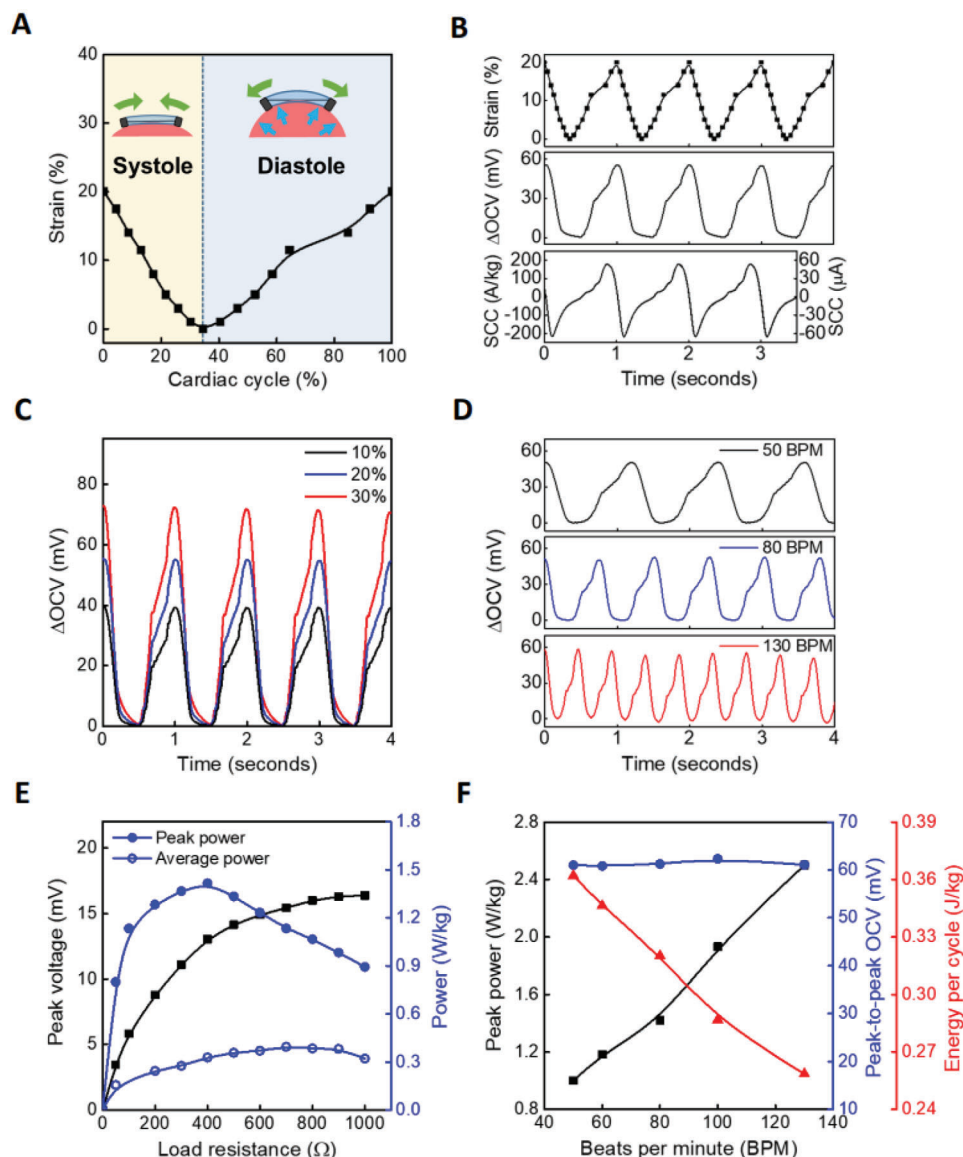 A
40
30
20
10
0
Strain (%)
Systole
Diastole
0 20 40 60 80 100
Cardiac cycle (%)
B
20
10
0
Strain (%)
60
30
0
ΔOCV (mV)
200
100
0
-100
-200
SCC (A/kg)
60
30
0
-30
-60
SCC (µA)
0 1 2 3
Time (seconds)
C
10%
20%
30%
80
60
40
20
0
ΔOCV (mV)
0 1 2 3 4
Time (seconds)
D
50 BPM
60
30
0
80 BPM
60
30
0
130 BPM
60
30
0
ΔOCV (mV)
0 1 2 3 4
Time (seconds)
E
Peak power
Average power
20
15
10
5
0
Peak voltage (mV)
1.8
1.5
1.2
0.9
0.6
0.3
0.0
Power (W/kg)
0 200 400 600 800 1000
Load resistance (Ω)
F
2.8
2.4
2.0
1.6
1.2
0.8
Peak power (W/kg)
70
60
50
40
30
20
10
Peak-to-peak OCV (mV)
0.39
0.36
0.33
0.30
0.26
0.24
Energy per cycle (J/kg)
40 60 80 100 120 140
Beats per minute (BPM)